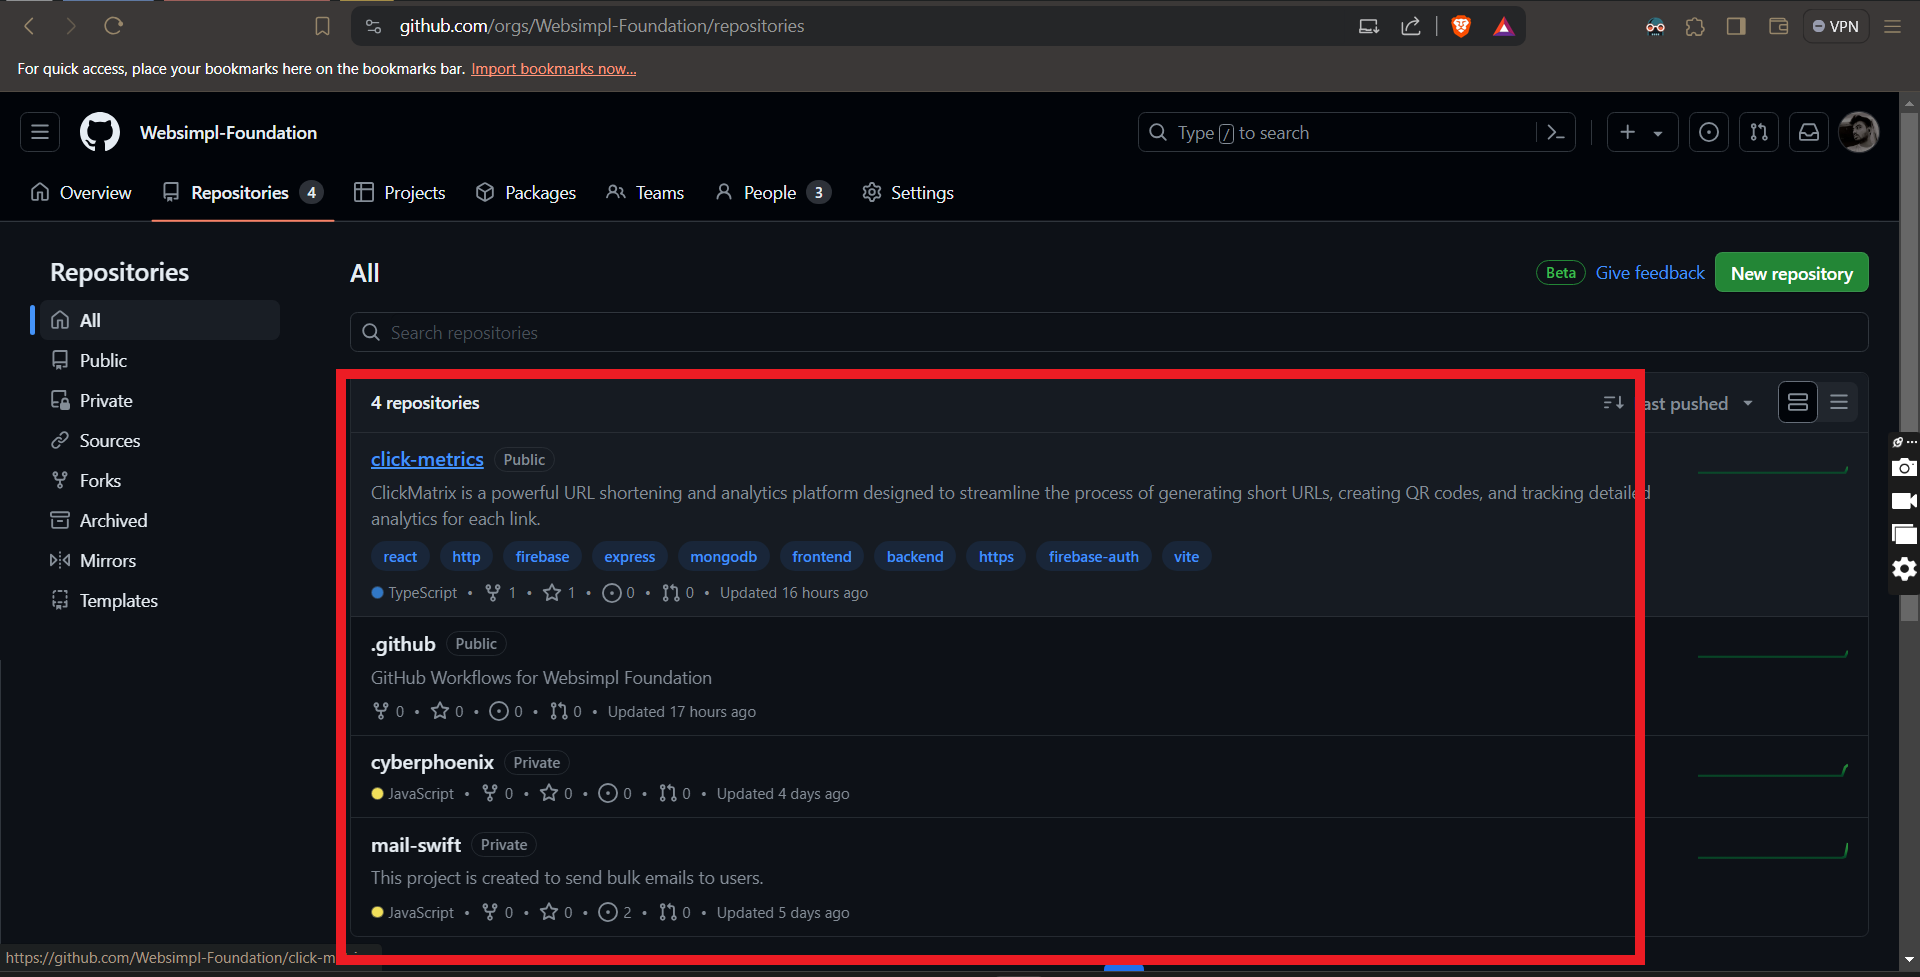 github.com/orgs/Websimpl-Foundation/repositories
VPN
For quick access, place your bookmarks here on the bookmarks bar. Import bookmarks now...
Websimpl-Foundation
Type / to search
Overview
Repositories 4
Projects
Packages
Teams
People 3
Settings
Repositories
All
Public
Private
Sources
Forks
Archived
Mirrors
Templates
All
Beta Give feedback New repository
Search repositories
4 repositories
ast pushed
click-metrics Public
ClickMatrix is a powerful URL shortening and analytics platform designed to streamline the process of generating short URLs, creating QR codes, and tracking detailed
analytics for each link.
react http firebase express mongodb frontend backend https firebase-auth vite
TypeScript • 1 • 1 • 0 • 0 • Updated 16 hours ago
.github Public
GitHub Workflows for Websimpl Foundation
0 • 0 • 0 • 0 • Updated 17 hours ago
cyberphoenix Private
JavaScript • 0 • 0 • 0 • 0 • Updated 4 days ago
mail-swift Private
This project is created to send bulk emails to users.
JavaScript • 0 • 0 • 2 • 0 • Updated 5 days ago
https://github.com/Websimpl-Foundation/click-m